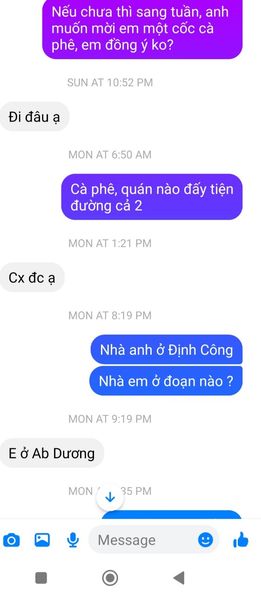 Nếu chưa thì sang tuần, anh
muốn mời em một cốc cà
phê, em đồng ý ko?
SUN AT 10:52 PM
Đi đâu ạ
MON AT 6:50 AM
Cà phê, quán nào đấy tiện
đường cả 2
MON AT 1:21 PM
Cx đc ạ
MON AT 8:19 PM
Nhà anh ở Định Công
Nhà em ở đoạn nào ?
MON AT 9:19 PM
E ở Ab Dương
MON 35 PM
Message